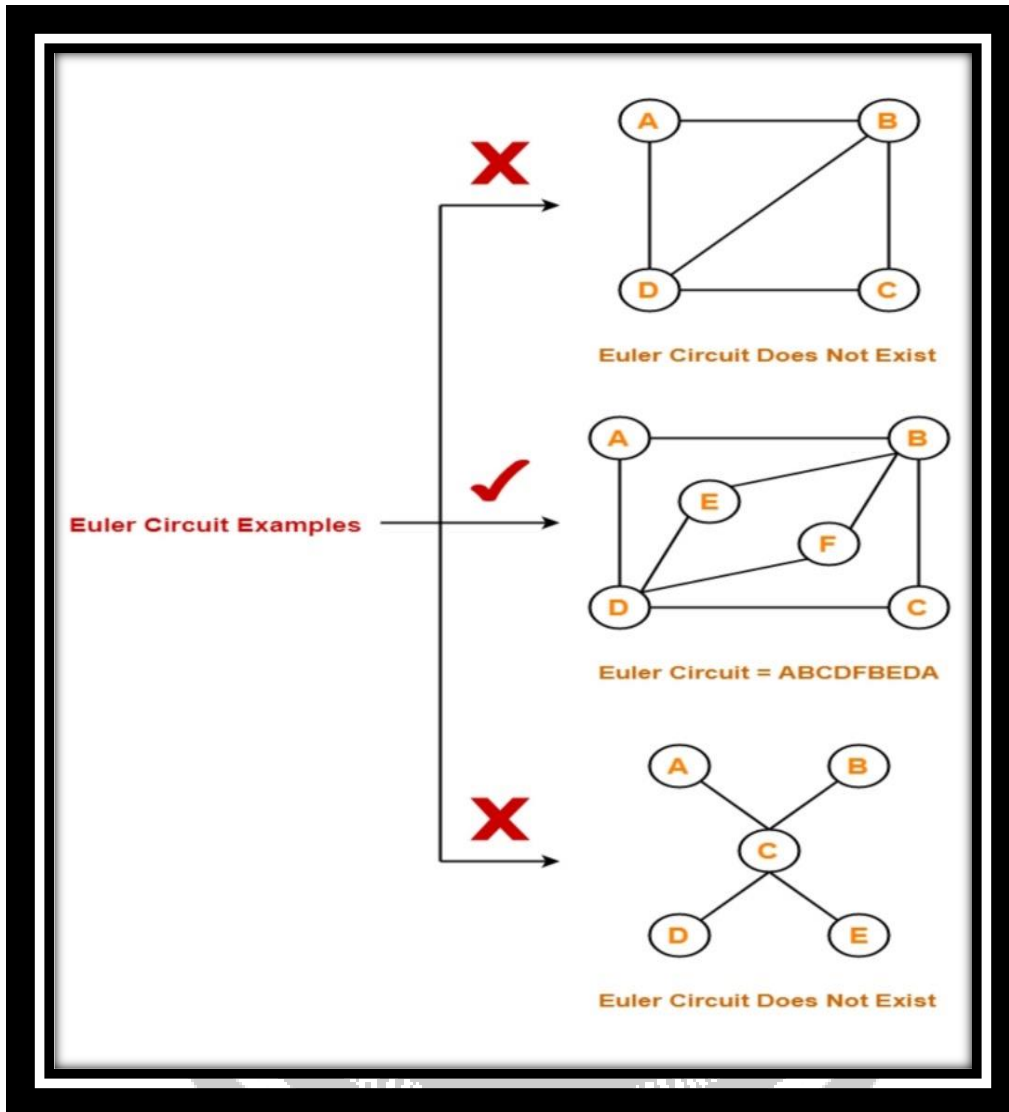 A B
D C
Euler Circuit Does Not Exist
A B
E
F
D C
Euler Circuit Examples
Euler Circuit = ABCDFBEDA
A B
C
D E
Euler Circuit Does Not Exist